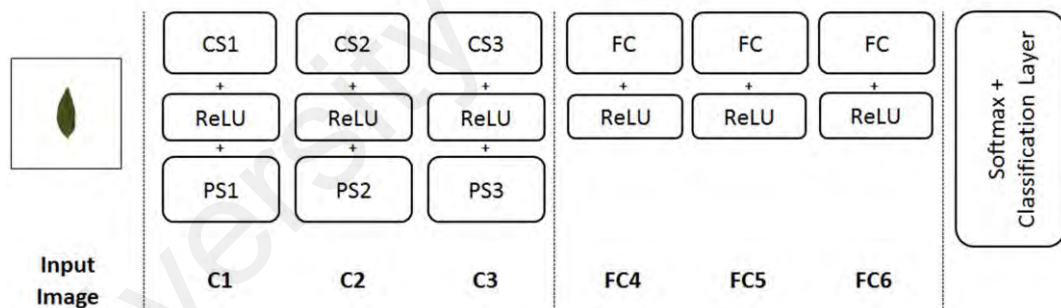 CS1 CS2 CS3 FC FC FC
+ + + + + +
ReLU ReLU ReLU ReLU ReLU ReLU
+ + +
PS1 PS2 PS3
Softmax +
Classification Layer
Input
Image
C1 C2 C3 FC4 FC5 FC6
versity